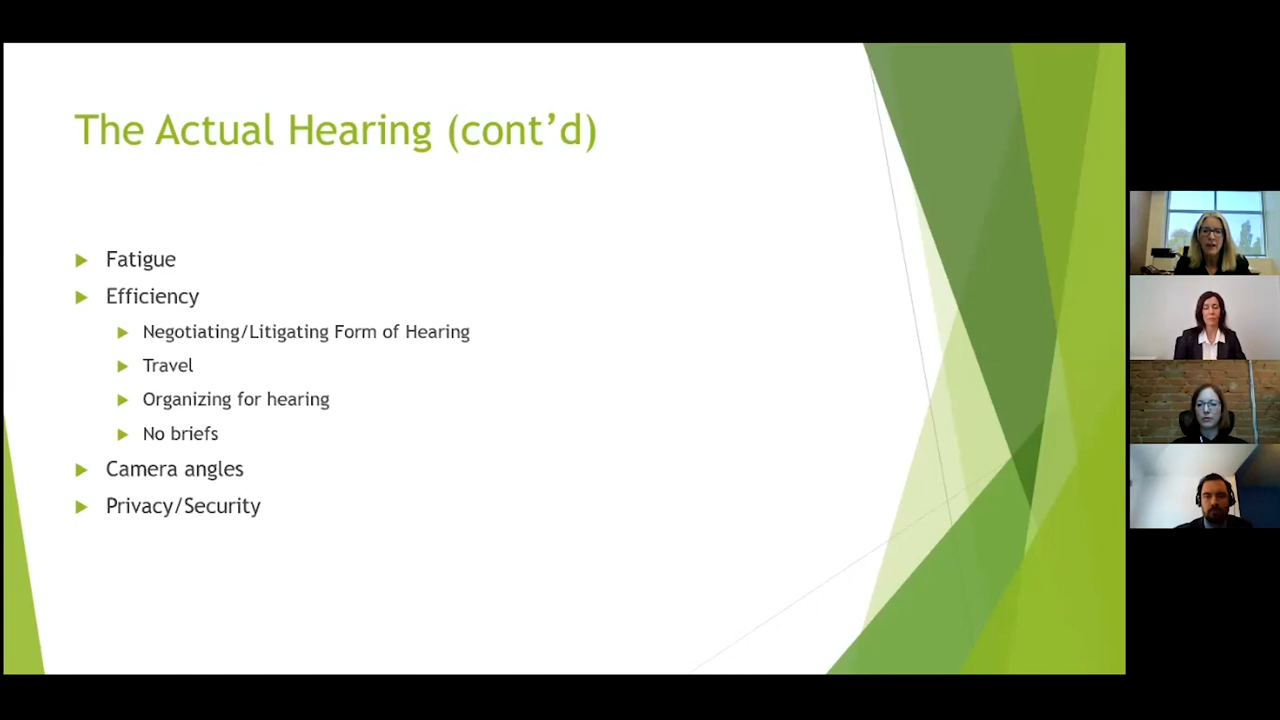 The Actual Hearing (cont’d)
Fatigue
Efficiency
Negotiating/Litigating Form of Hearing
Travel
Organizing for hearing
No briefs
Camera angles
Privacy/Security